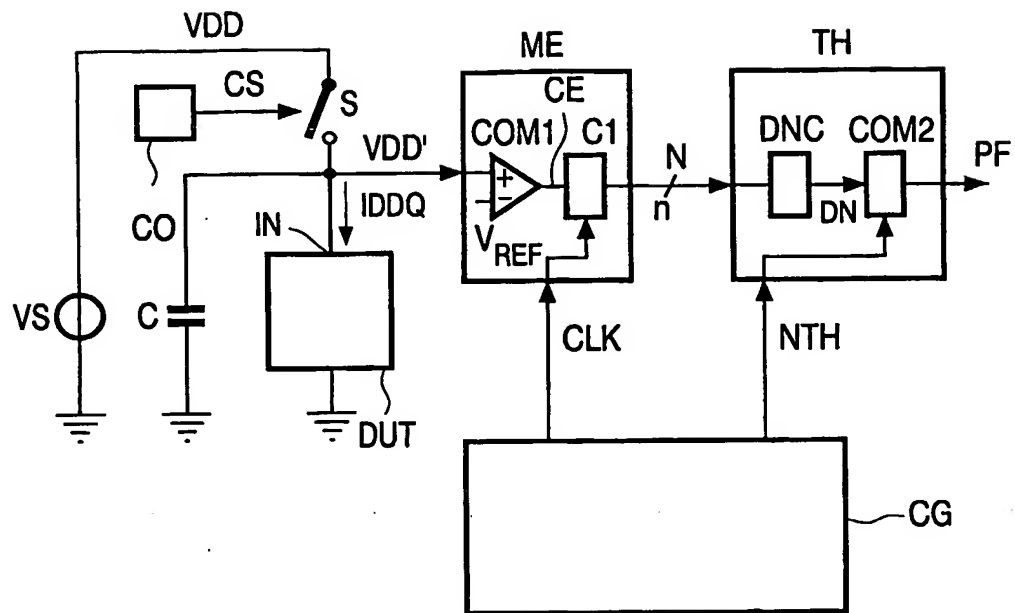 VDD
ME
TH
CS
S
CE
COM1
C1
DNC
COM2
VDD'
N
n
PF
IDDQ
DN
CO
IN
VREF
VS
C
CLK
NTH
DUT
CG
+
−